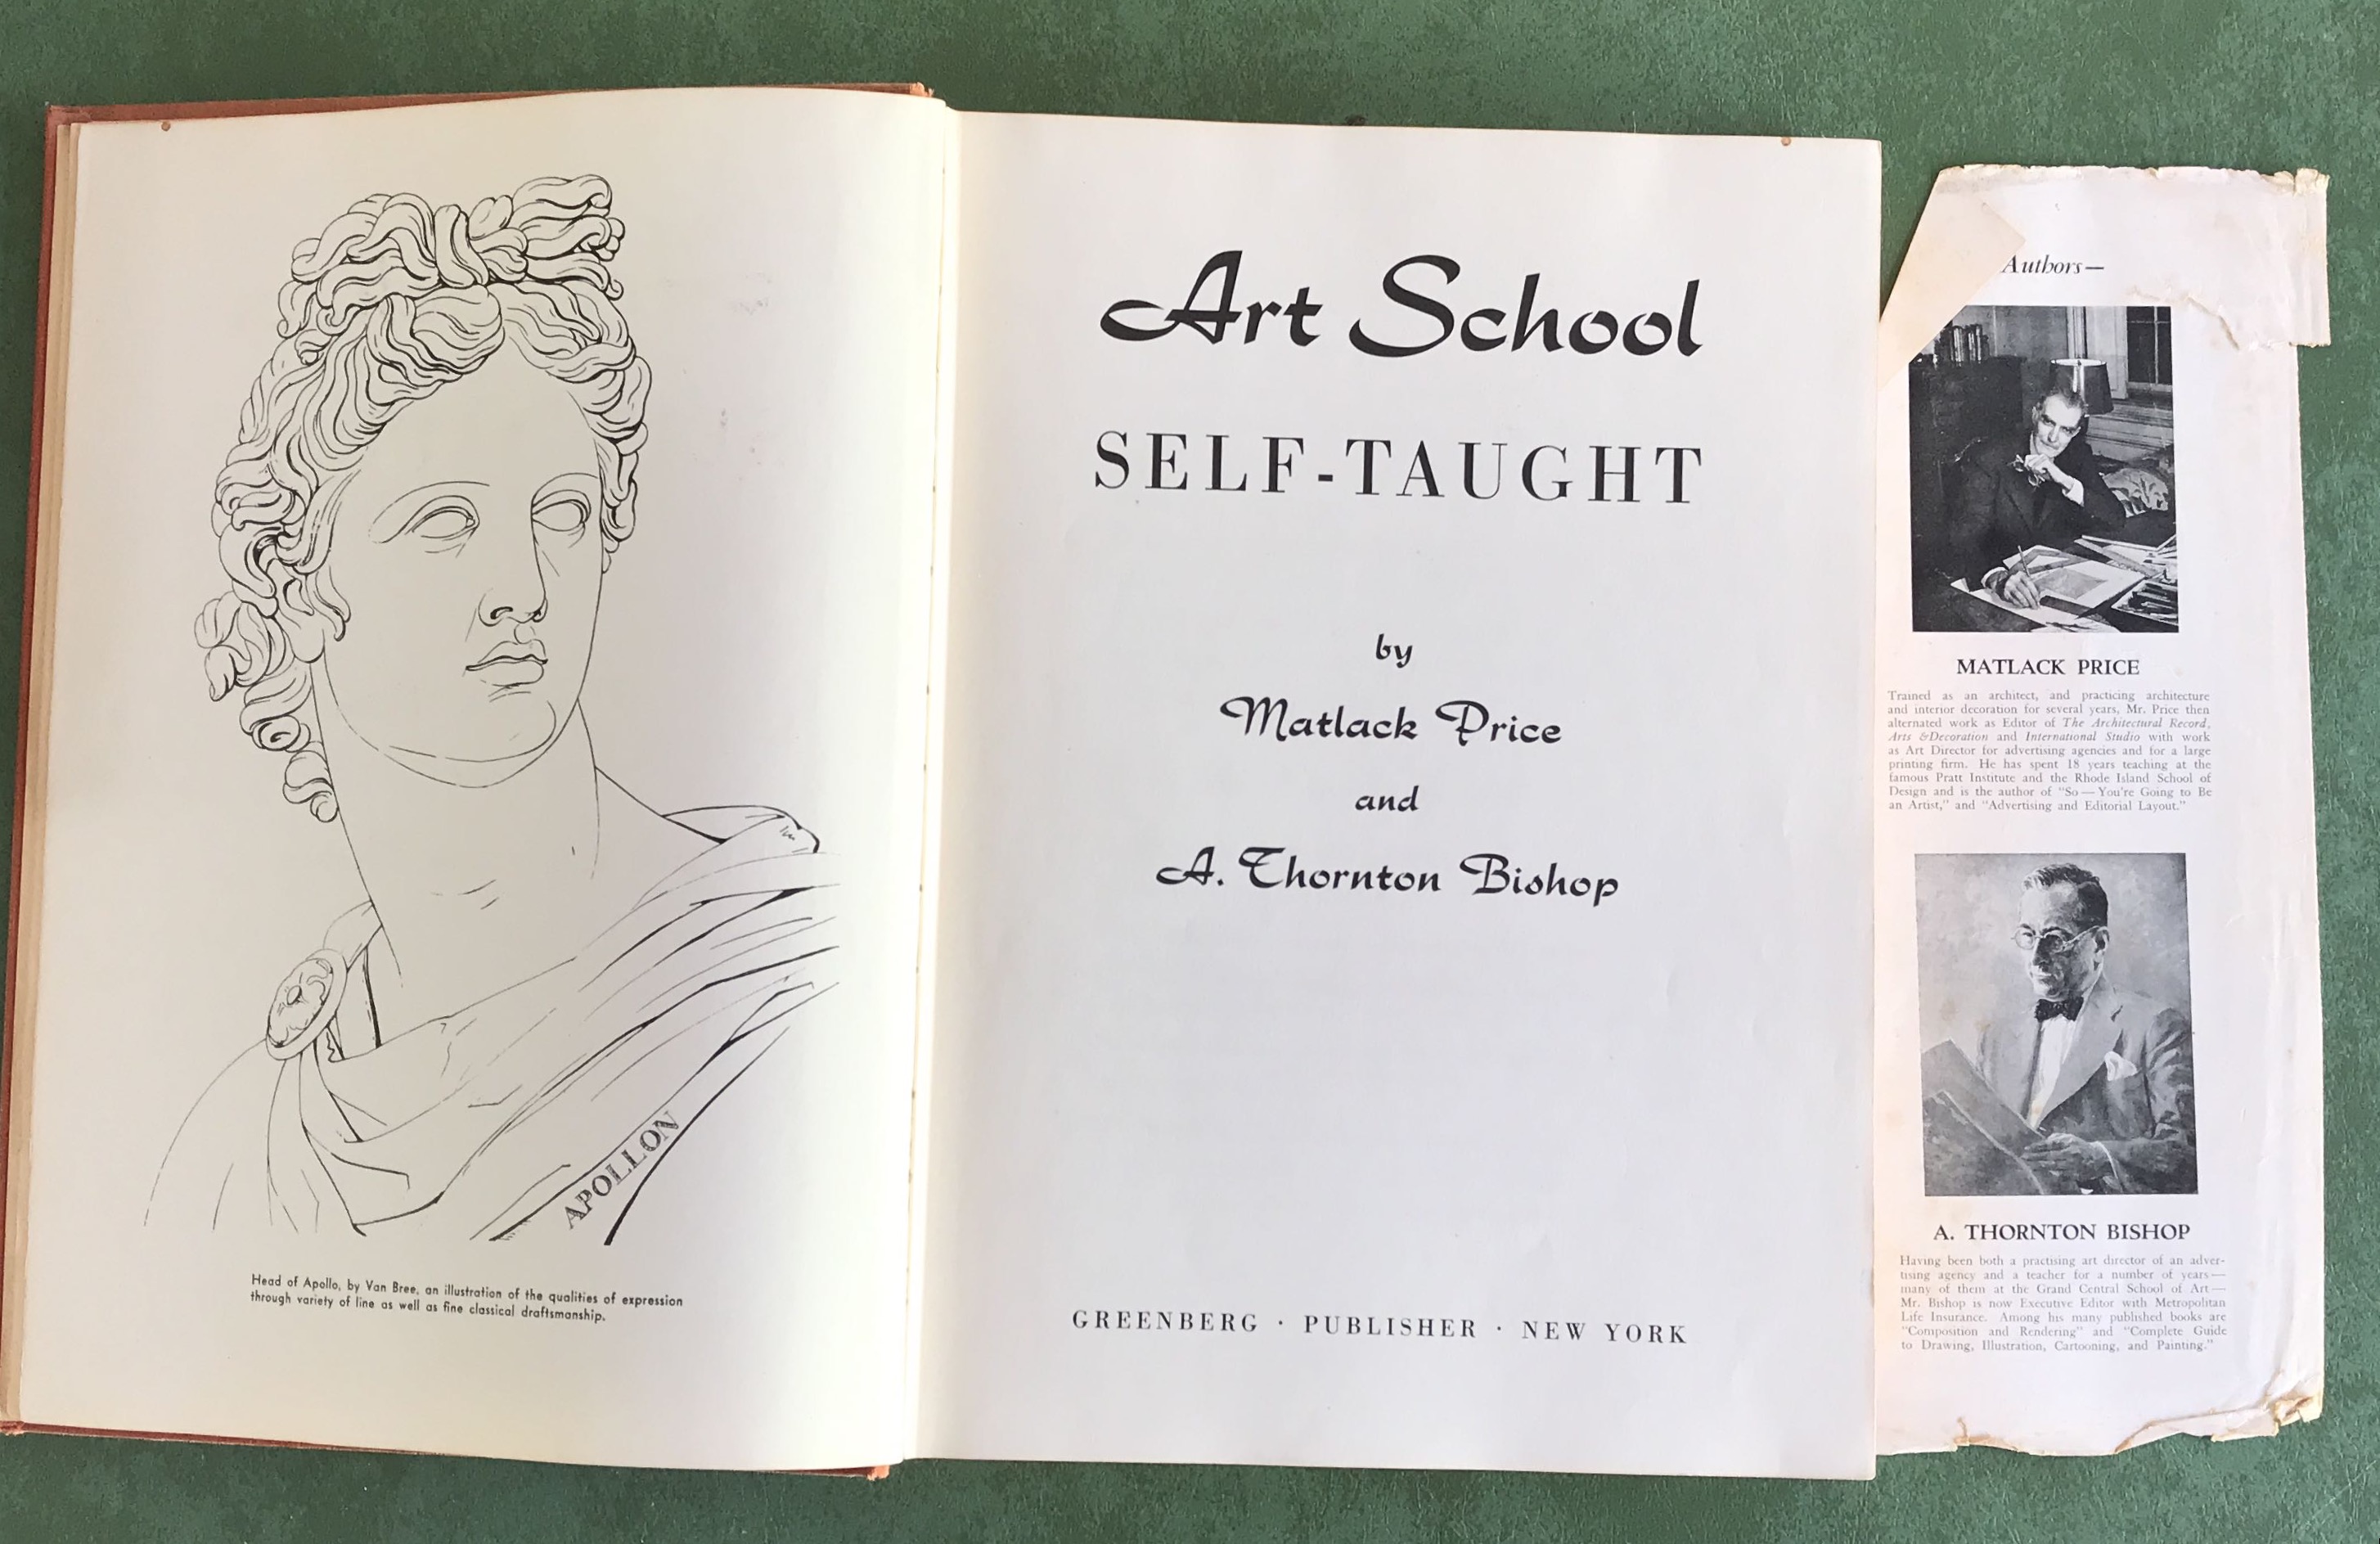 APOLLON
Head of Apollo, by Van Bree, an illustration of the qualities of expression
through variety of line as well as fine classical draftsmanship.
Art School
SELF-TAUGHT
by
Matlack Price
and
A. Thornton Bishop
GREENBERG · PUBLISHER · NEW YORK
Authors—
MATLACK PRICE
Trained as an architect, and practicing architecture
and interior decoration for several years, Mr. Price then
alternated work as Editor of The Architectural Record,
Arts &Decoration and International Studio with work
as Art Director for advertising agencies and for a large
printing firm. He has spent 18 years teaching at the
famous Pratt Institute and the Rhode Island School of
Design and is the author of "So—You're Going to Be
an Artist," and "Advertising and Editorial Layout."
A. THORNTON BISHOP
Having been both a practising art director of an adver-
tising agency and a teacher for a number of years—
many of them at the Grand Central School of Art—
Mr. Bishop is now Executive Editor with Metropolitan
Life Insurance. Among his many published books are
"Composition and Rendering" and "Complete Guide
to Drawing, Illustration, Cartooning, and Painting."